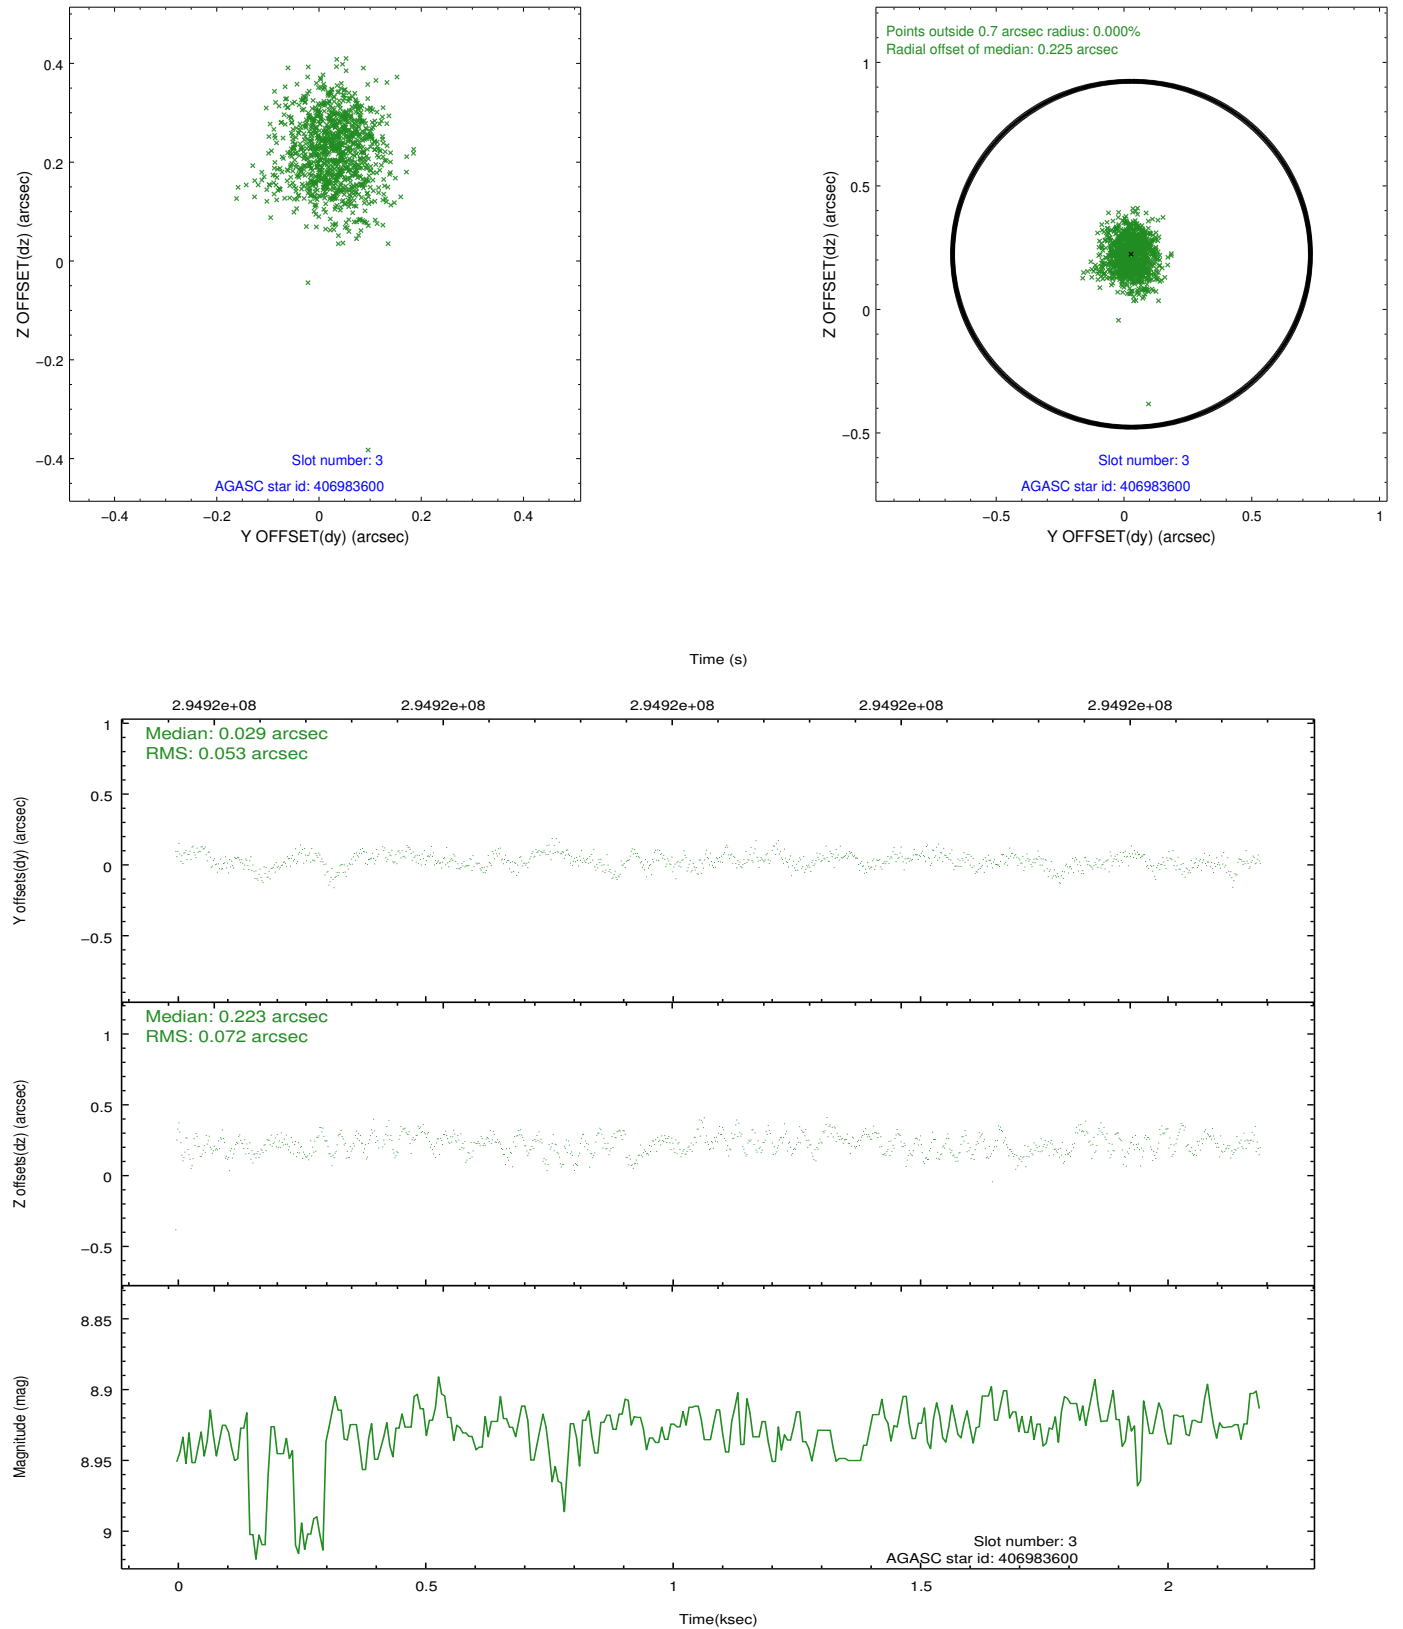 0.4
0.2
0
−0.2
−0.4
Z OFFSET(dz) (arcsec)
Slot number: 3
AGASC star id: 406983600
−0.4
−0.2
0
0.2
0.4
Y OFFSET(dy) (arcsec)
Points outside 0.7 arcsec radius: 0.000%
Radial offset of median: 0.225 arcsec
1
0.5
0
−0.5
Z OFFSET(dz) (arcsec)
Slot number: 3
AGASC star id: 406983600
−0.5
0
0.5
1
Y OFFSET(dy) (arcsec)
Time (s)
2.9492e+08
2.9492e+08
2.9492e+08
2.9492e+08
2.9492e+08
Median: 0.029 arcsec
RMS: 0.053 arcsec
1
0.5
0
−0.5
Y offsets(dy) (arcsec)
Median: 0.223 arcsec
RMS: 0.072 arcsec
1
0.5
0
−0.5
Z offsets(dz) (arcsec)
8.85
8.9
8.95
9
Magnitude (mag)
Slot number: 3
AGASC star id: 406983600
0
0.5
1
1.5
2
Time(ksec)